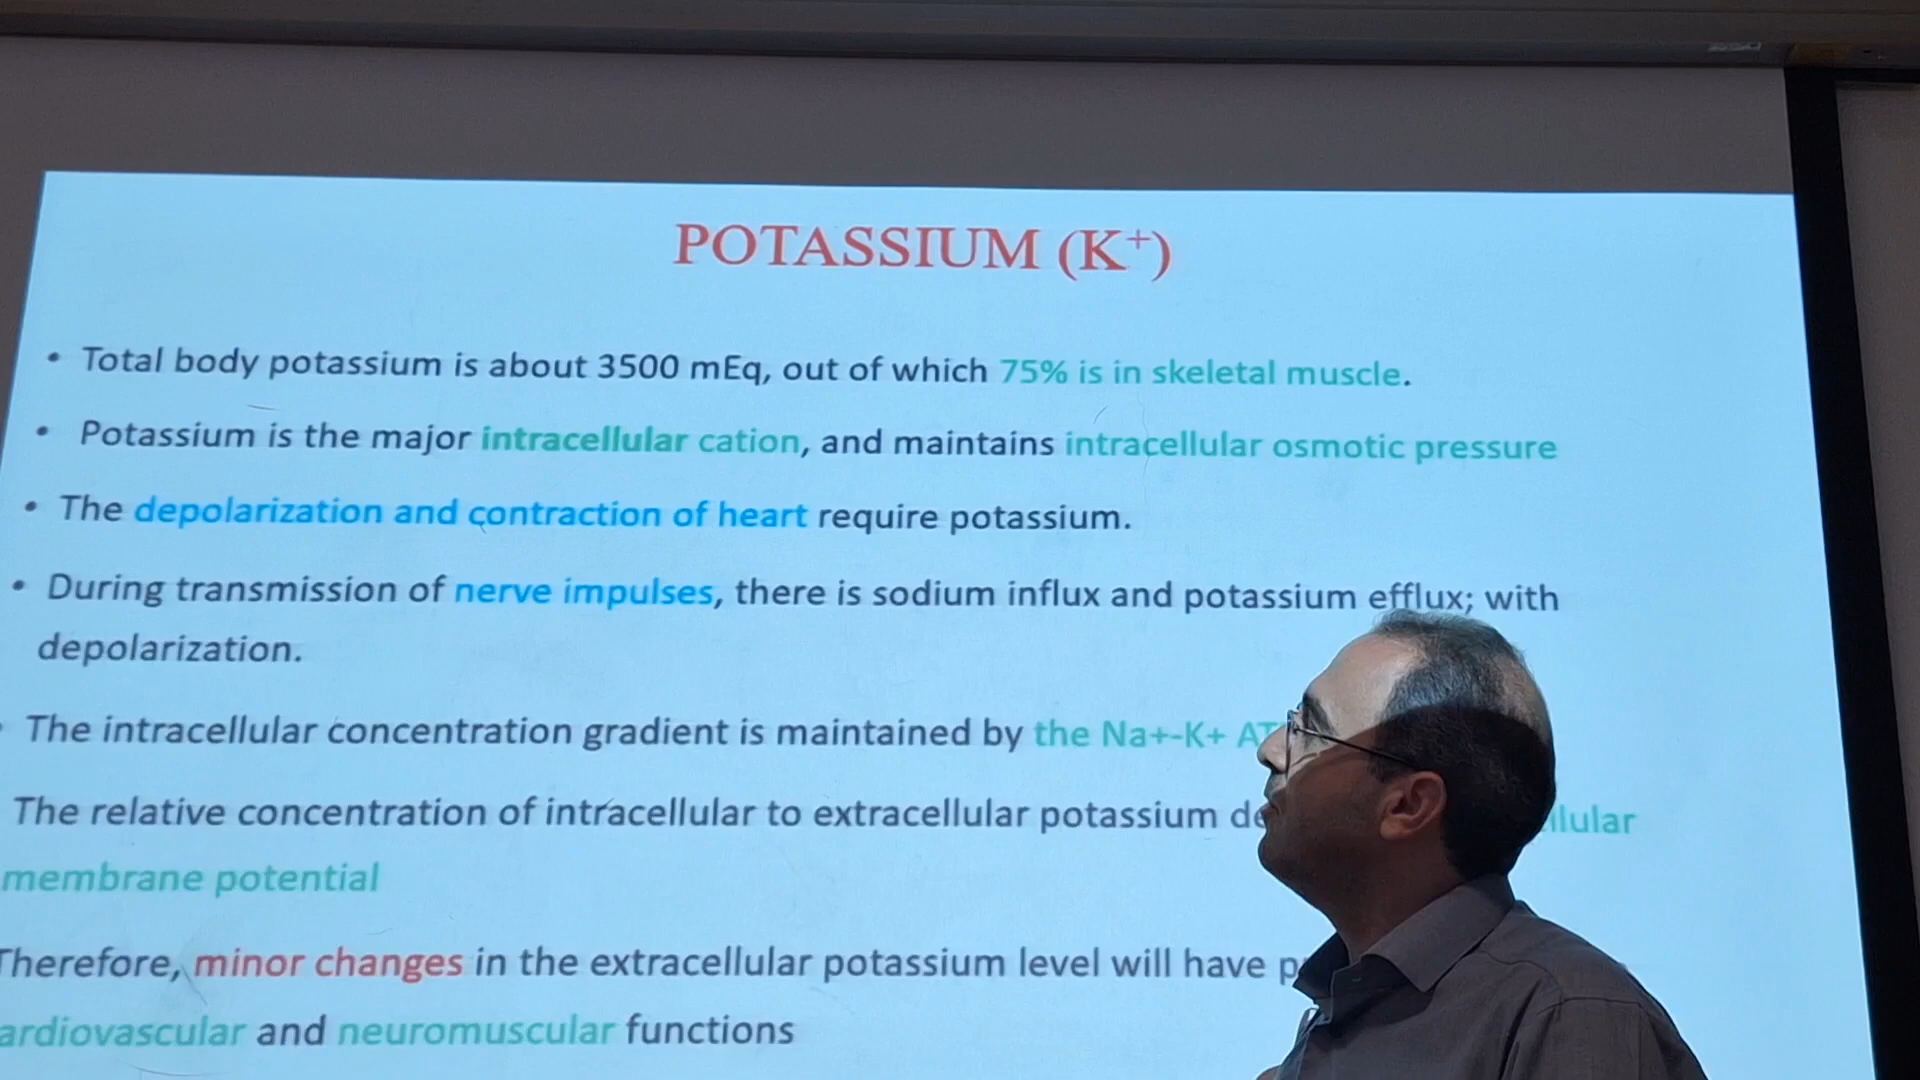 POTASSIUM (K⁺)
• Total body potassium is about 3500 mEq, out of which 75% is in skeletal muscle.
• Potassium is the major intracellular cation, and maintains intracellular osmotic pressure
• The depolarization and contraction of heart require potassium.
• During transmission of nerve impulses, there is sodium influx and potassium efflux; with
depolarization.
The intracellular concentration gradient is maintained by the Na+-K+
The relative concentration of intracellular to extracellular potassium
membrane potential
Therefore, minor changes in the extracellular potassium level will have
ardiovascular and neuromuscular functions